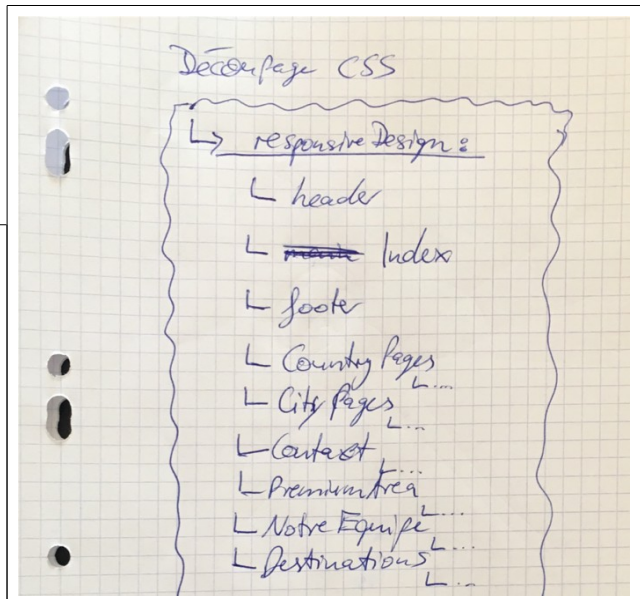 Découpage CSS
↳ responsive Design :
└ header
└ Index
└ footer
└ Country Pages
└ ...
└ City Pages
└ ...
└ Contact
└ ...
└ Premium Area
└ ...
└ Notre Equipe
└ ...
└ Destinations
└ ...